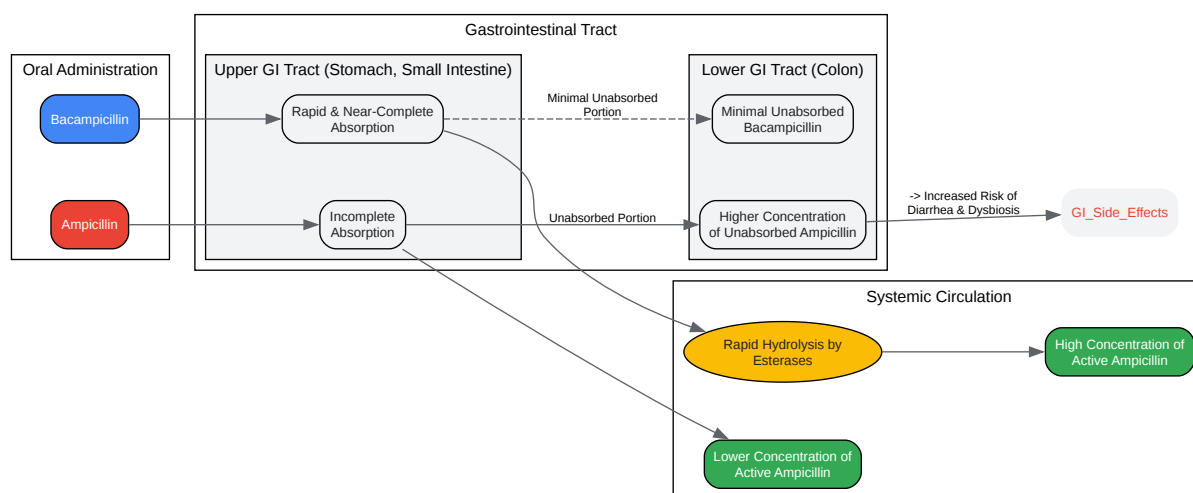 Gastrointestinal Tract
Oral Administration
Upper GI Tract (Stomach, Small Intestine)
Lower GI Tract (Colon)
Bacampicillin
Rapid & Near-Complete
Absorption
Minimal Unabsorbed
Portion
Minimal Unabsorbed
Bacampicillin
Ampicillin
Incomplete
Absorption
Unabsorbed Portion
Higher Concentration
of Unabsorbed Ampicillin
-> Increased Risk of
Diarrhea & Dysbiosis
GI_Side_Effects
Systemic Circulation
Rapid Hydrolysis by
Esterases
High Concentration of
Active Ampicillin
Lower Concentration of
Active Ampicillin